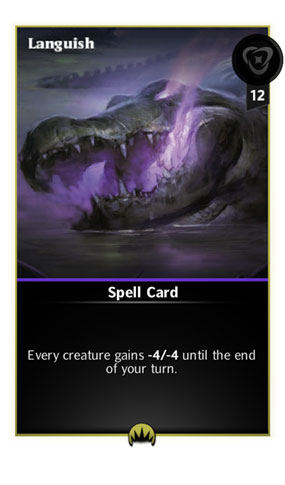 Languish
12
Spell Card
Every creature gains -4/-4 until the end
of your turn.